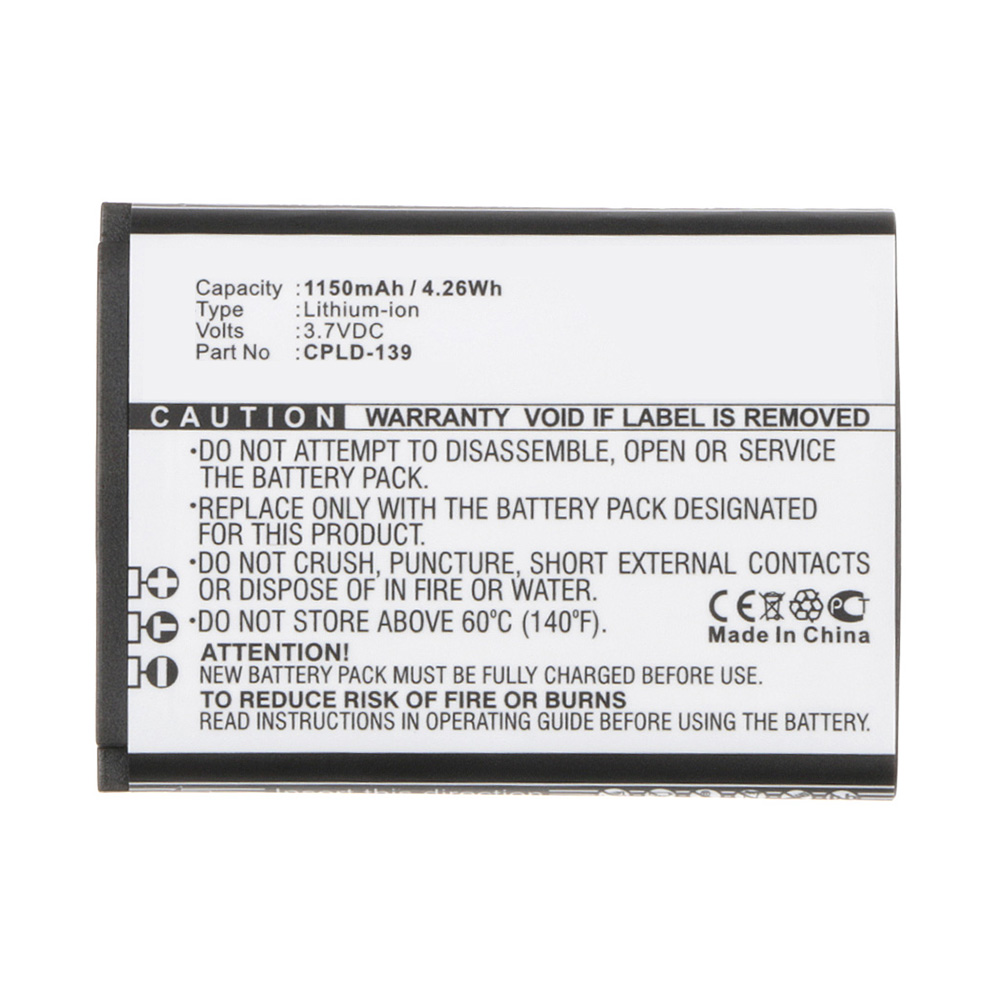 Capacity : 1150mAh / 4.26Wh
Type : Lithium-ion
Volts : 3.7VDC
Part No : CPLD-139
CAUTION WARRANTY VOID IF LABEL IS REMOVED
·DO NOT ATTEMPT TO DISASSEMBLE, OPEN OR SERVICE
THE BATTERY PACK.
·REPLACE ONLY WITH THE BATTERY PACK DESIGNATED
FOR THIS PRODUCT.
·DO NOT CRUSH, PUNCTURE, SHORT EXTERNAL CONTACTS
OR DISPOSE OF IN FIRE OR WATER.
·DO NOT STORE ABOVE 60°C (140°F).
CE
Made In China
ATTENTION!
NEW BATTERY PACK MUST BE FULLY CHARGED BEFORE USE.
TO REDUCE RISK OF FIRE OR BURNS
READ INSTRUCTIONS IN OPERATING GUIDE BEFORE USING THE BATTERY.
Insert this direction